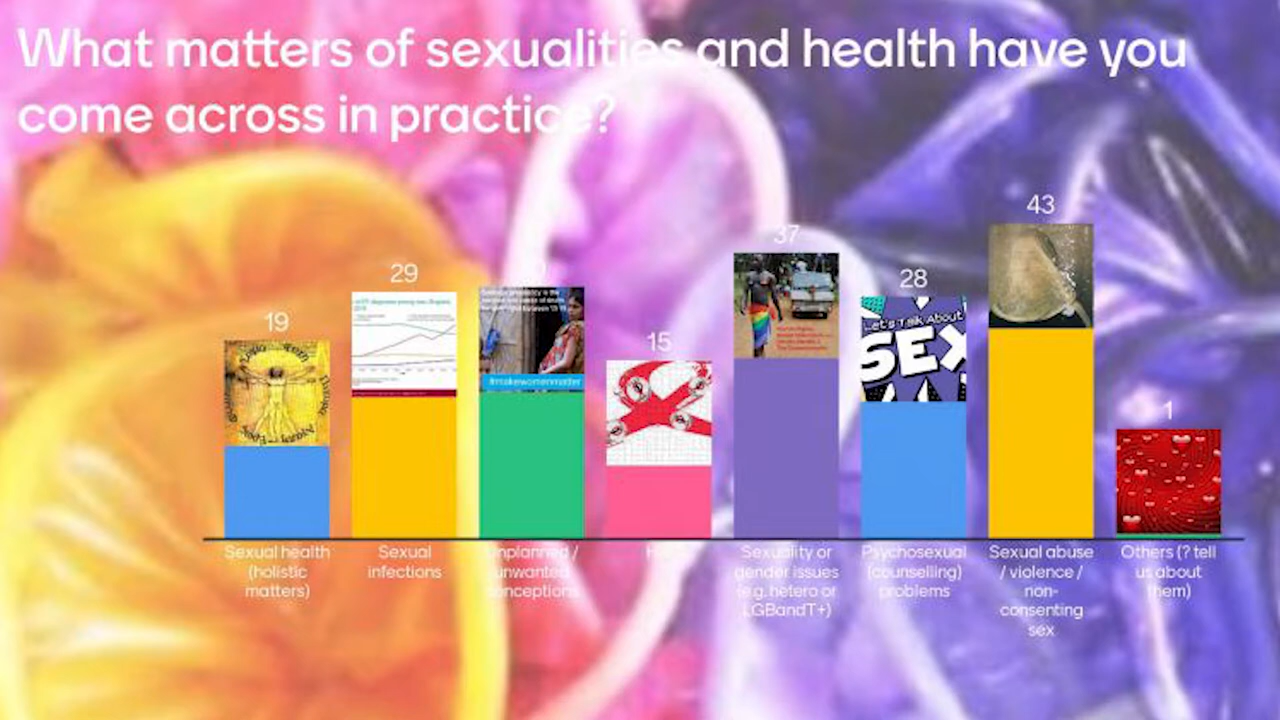 What matters of sexualities and health have you
come across in practice?
43
37
29
28
19
15
1
Let's Talk About
SEX
#makewomenmatter
Sexual health
(holistic
matters)
Sexual
infections
Unplanned /
unwanted
conceptions
Sexuality or
gender issues
(e.g. hetero or
LGBandT+)
Psychosexual
(counselling)
problems
Sexual abuse
/ violence /
non-
consenting
sex
Others (? tell
us about
them)